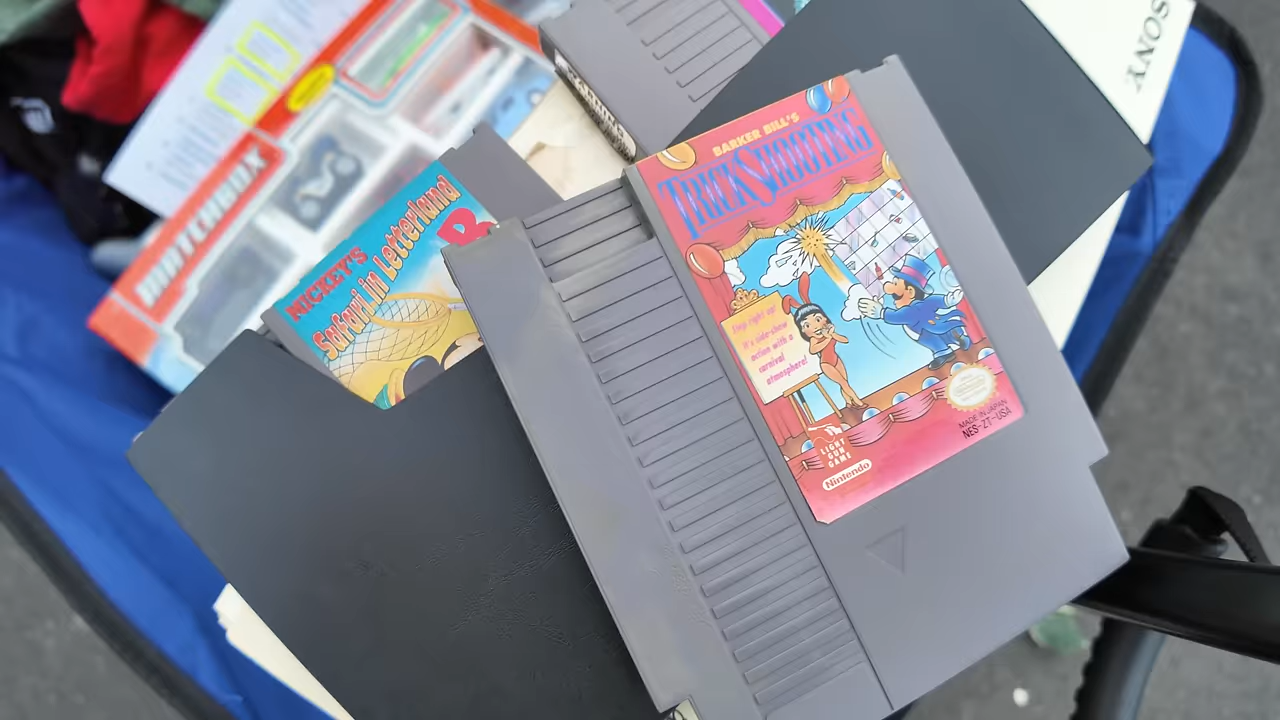 SONY
MATCHBOX
MICKEY'S
Safari in Letterland
R
BARKER BILL'S
TRICK SHOOTING
Step right up!
It's side-show
action with a
carnival
atmosphere!
LIGHT
GUN
GAME
Nintendo
MADE IN JAPAN
NES-ZT-USA